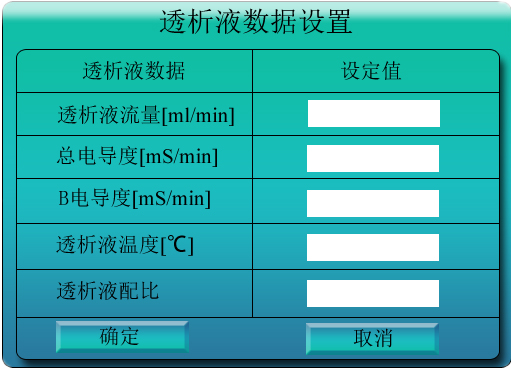 透析液数据设置
透析液数据 设定值
透析液流量[ml/min]
总电导度[mS/min]
B电导度[mS/min]
透析液温度[℃]
透析液配比
确定 取消